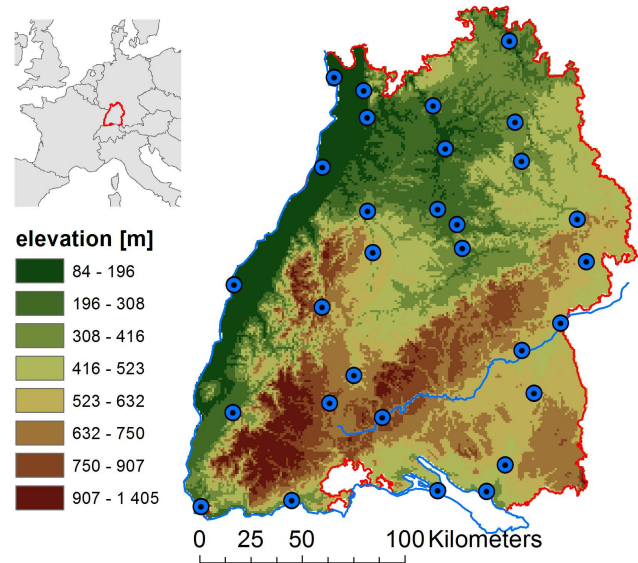 elevation [m]
84 - 196
196 - 308
308 - 416
416 - 523
523 - 632
632 - 750
750 - 907
907 - 1 405
0 25 50 100 Kilometers